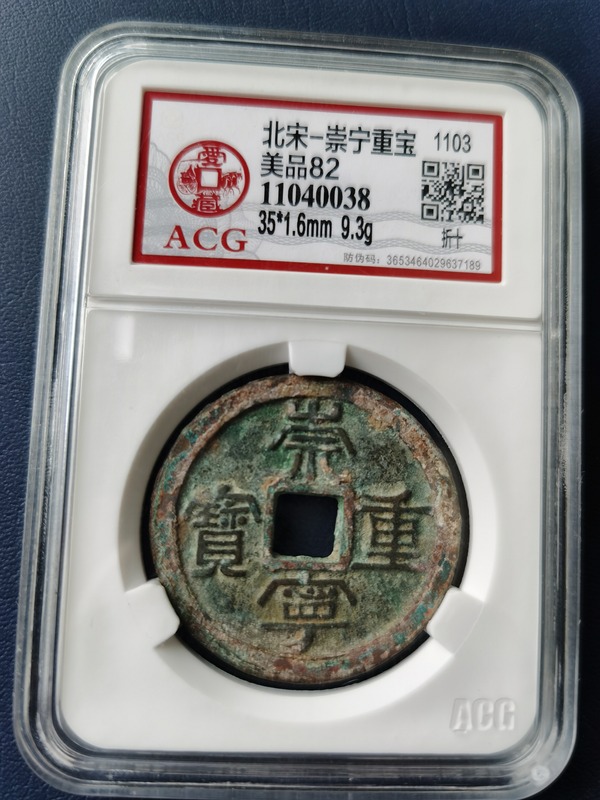 北宋-崇宁重宝 1103
美品82
11040038
35*1.6mm 9.3g
折十
防伪码：3653464029637189
ACG
崇
寧
重
寶
ACG